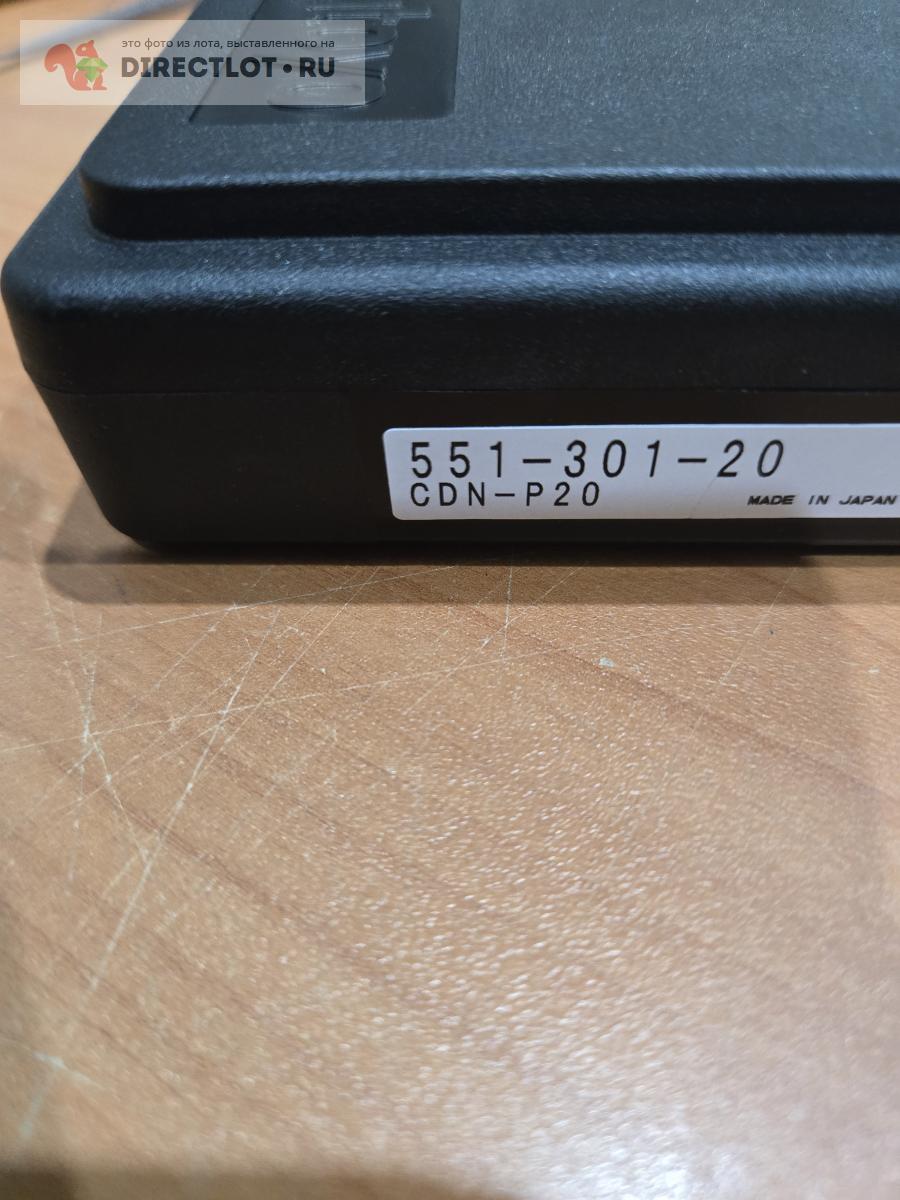 это фото из лота, выставленного на
DIRECTLOT•RU
551-301-20
CDN-P20
MADE IN JAPAN